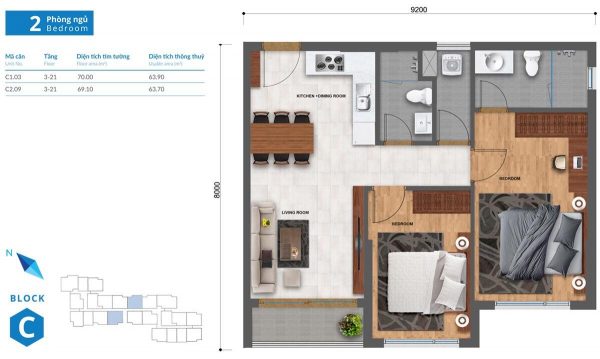 2 Phòng ngủ
Bedroom
Mã căn Tầng Diện tích tim tường Diện tích thông thuỷ
Unit No. Floor Floor area (m²) Usable area (m²)
C1.03 3-21 70.00 63.90
C2.09 3-21 69.10 63.70
9200
8000
KITCHEN +DINING ROOM
BEDROOM
LIVING ROOM
BEDROOM
N
BLOCK
C